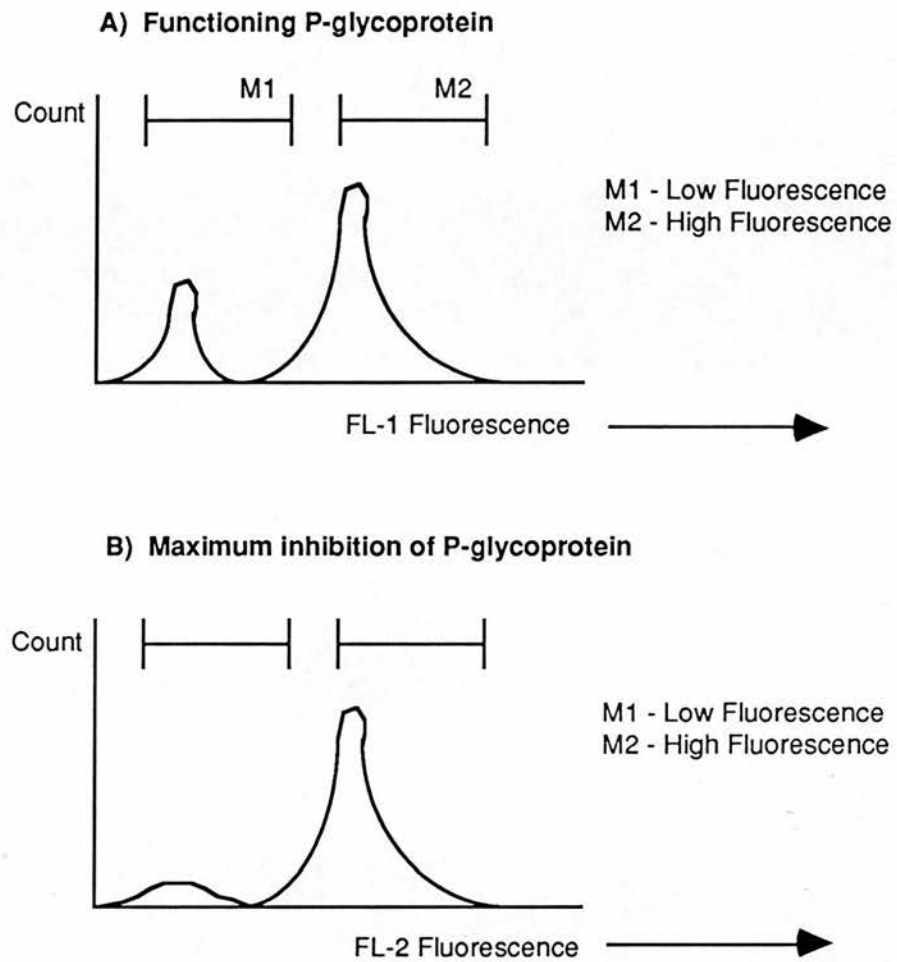 A) Functioning P-glycoprotein
M1
M2
Count
M1 - Low Fluorescence
M2 - High Fluorescence
FL-1 Fluorescence
B) Maximum inhibition of P-glycoprotein
Count
M1 - Low Fluorescence
M2 - High Fluorescence
FL-2 Fluorescence